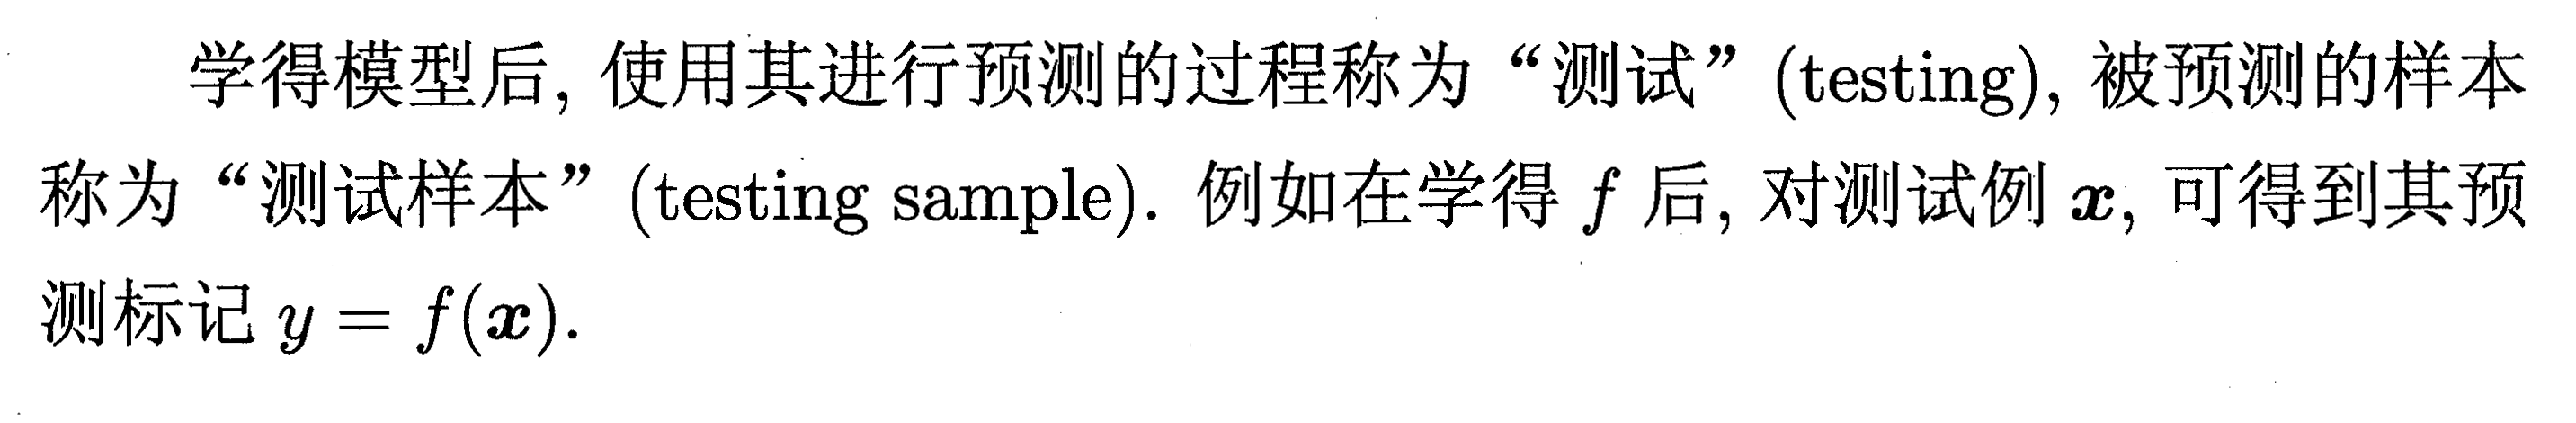 学得模型后, 使用其进行预测的过程称为“测试”(testing), 被预测的样本
称为“测试样本”(testing sample). 例如在学得 f 后, 对测试例 x, 可得到其预
测标记 y = f(x).